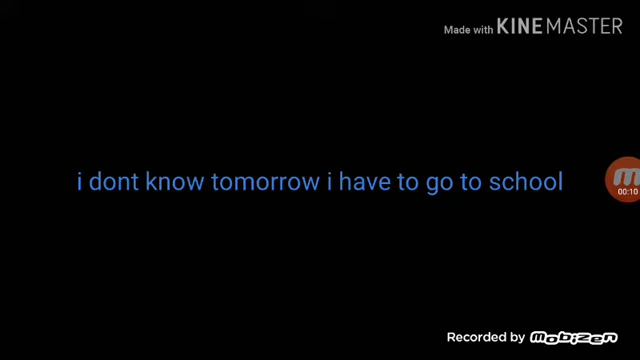 Made with KINEMASTER
i dont know tomorrow i have to go to school
00:10
Recorded by mobizen